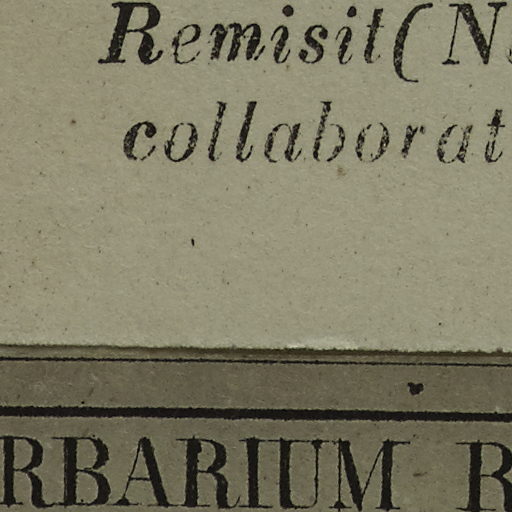 Remisit (N
collaborat
RBARIUM R